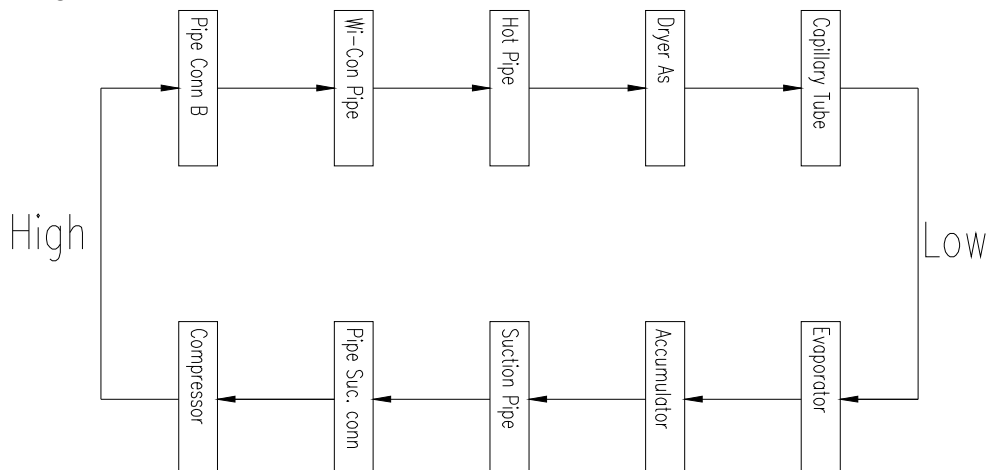 Pipe Conn B
Wi-Con Pipe
Hot Pipe
Dryer As
Capillary Tube
High
Low
Compressor
Pipe Suc. conn
Suction Pipe
Accumulator
Evaporator